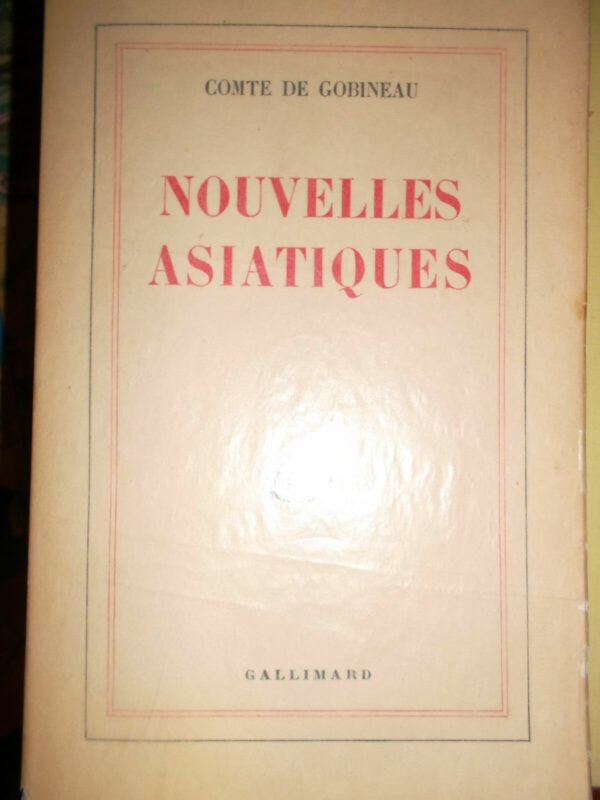 COMTE DE GOBINEAU
NOUVELLES
ASIATIQUES
GALLIMARD